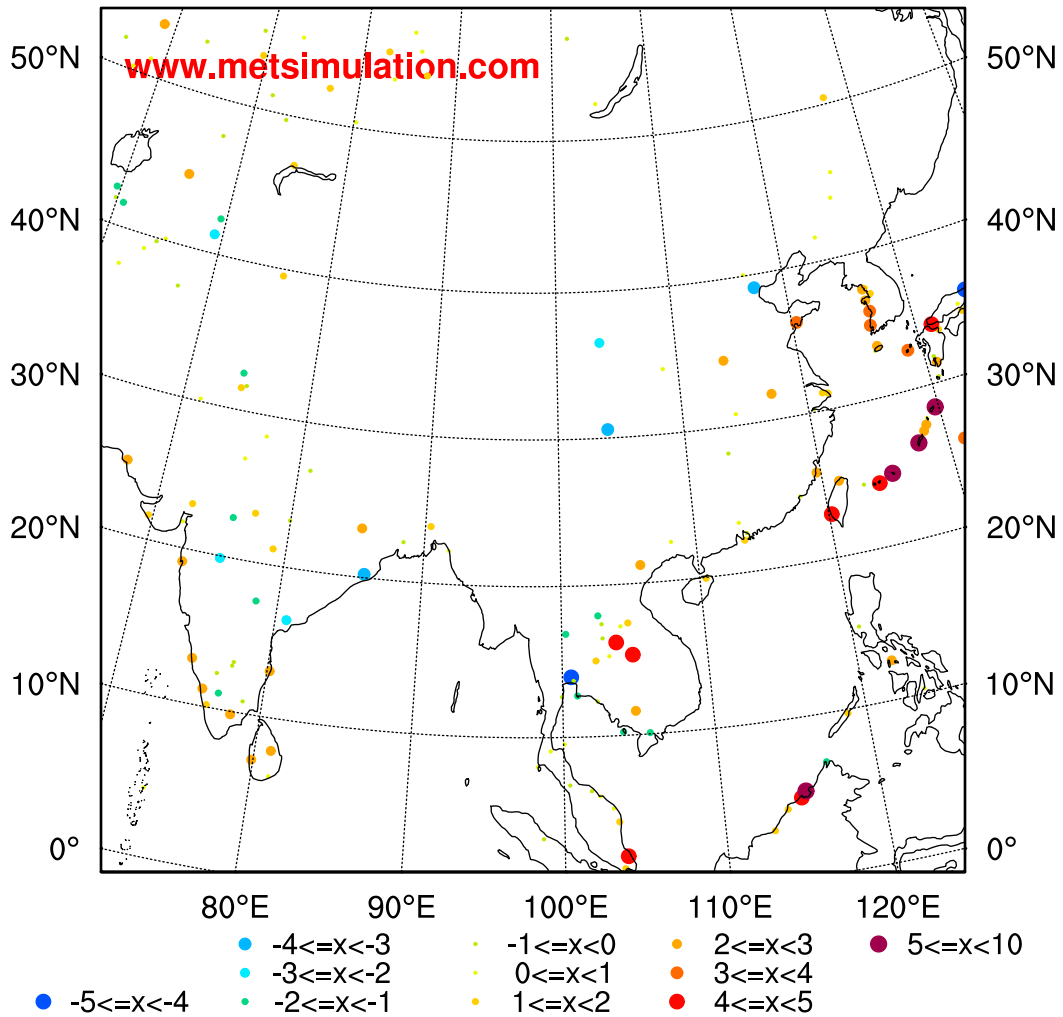 www.metsimulation.com
50°N 50°N
40°N 40°N
30°N 30°N
20°N 20°N
10°N 10°N
0° 0°
80°E 90°E 100°E 110°E 120°E
-4<=x<-3 -1<=x<0 2<=x<3 5<=x<10
-3<=x<-2 0<=x<1 3<=x<4
-5<=x<-4 -2<=x<-1 1<=x<2 4<=x<5